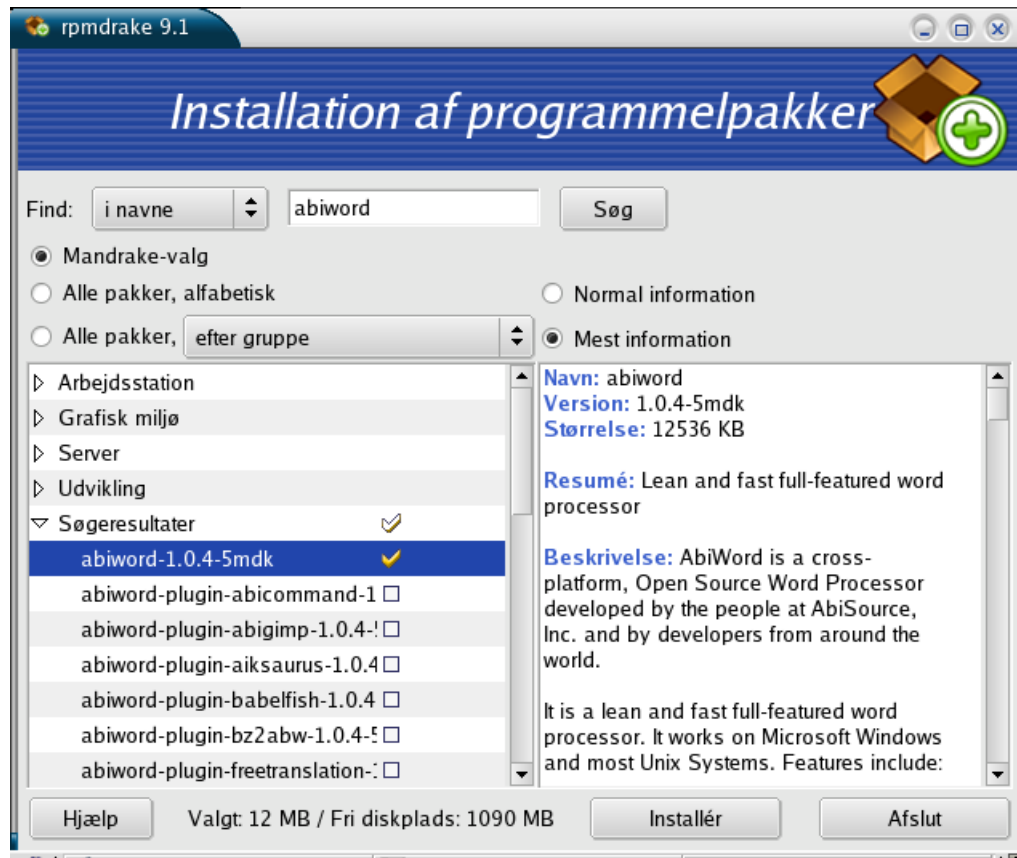 rpmdrake 9.1
Installation af programmelpakker
Find: i navne abiword Søg
Mandrake-valg
Alle pakker, alfabetisk
Alle pakker, efter gruppe
Normal information
Mest information
Arbejdsstation
Grafisk miljø
Server
Udvikling
Søgeresultater
abiword-1.0.4-5mdk
abiword-plugin-abicommand-1
abiword-plugin-abigimp-1.0.4-
abiword-plugin-aiksaurus-1.0.4
abiword-plugin-babelfish-1.0.4
abiword-plugin-bz2abw-1.0.4-5
abiword-plugin-freetranslation-
Navn: abiword
Version: 1.0.4-5mdk
Størrelse: 12536 KB
Resumé: Lean and fast full-featured word
processor
Beskrivelse: AbiWord is a cross-
platform, Open Source Word Processor
developed by the people at AbiSource,
Inc. and by developers from around the
world.
It is a lean and fast full-featured word
processor. It works on Microsoft Windows
and most Unix Systems. Features include:
Hjælp Valgt: 12 MB / Fri diskplads: 1090 MB Installér Afslut